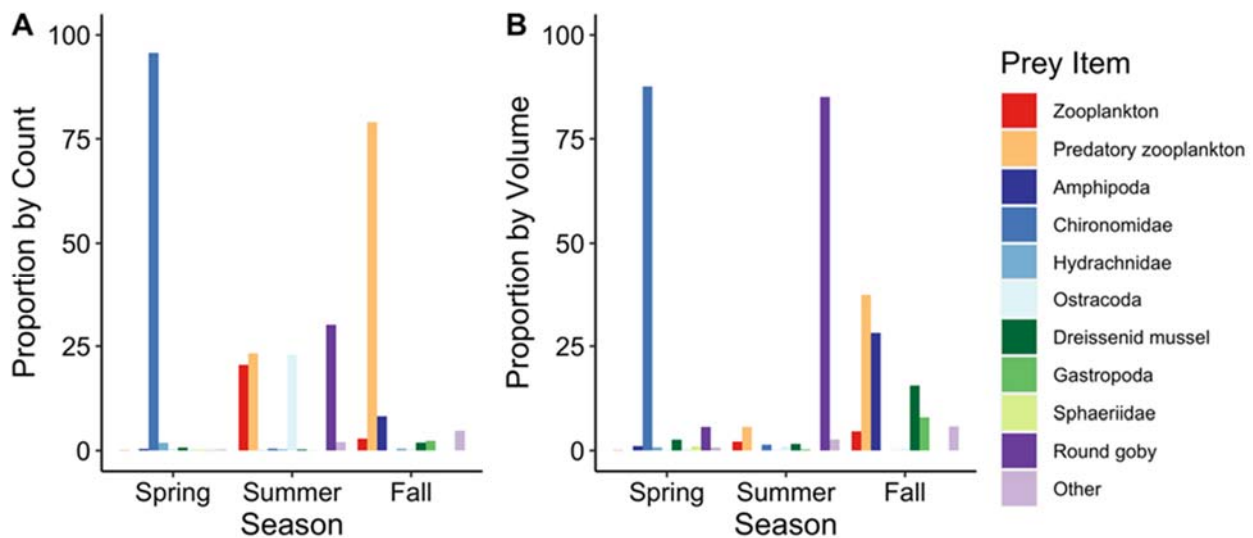 A
Proportion by Count
100
75
50
25
0
Spring Summer Fall
Season
B
Proportion by Volume
100
75
50
25
0
Spring Summer Fall
Season
Prey Item
Zooplankton
Predatory zooplankton
Amphipoda
Chironomidae
Hydrachnidae
Ostracoda
Dreissenid mussel
Gastropoda
Sphaeriidae
Round goby
Other